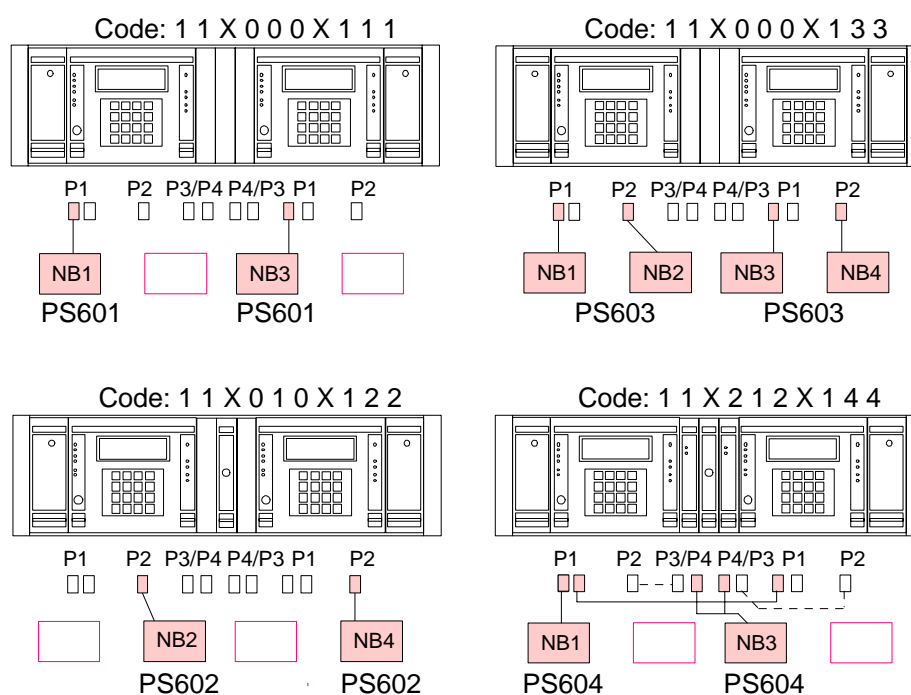 Code: 1 1 X 0 0 0 X 1 1 1
P1 P2 P3/P4 P4/P3 P1 P2
NB1 NB3
PS601 PS601
Code: 1 1 X 0 0 0 X 1 3 3
P1 P2 P3/P4 P4/P3 P1 P2
NB1 NB2 NB3 NB4
PS603 PS603
Code: 1 1 X 0 1 0 X 1 2 2
P1 P2 P3/P4 P4/P3 P1 P2
NB2 NB4
PS602 PS602
Code: 1 1 X 2 1 2 X 1 4 4
P1 P2 P3/P4 P4/P3 P1 P2
NB1 NB3
PS604 PS604